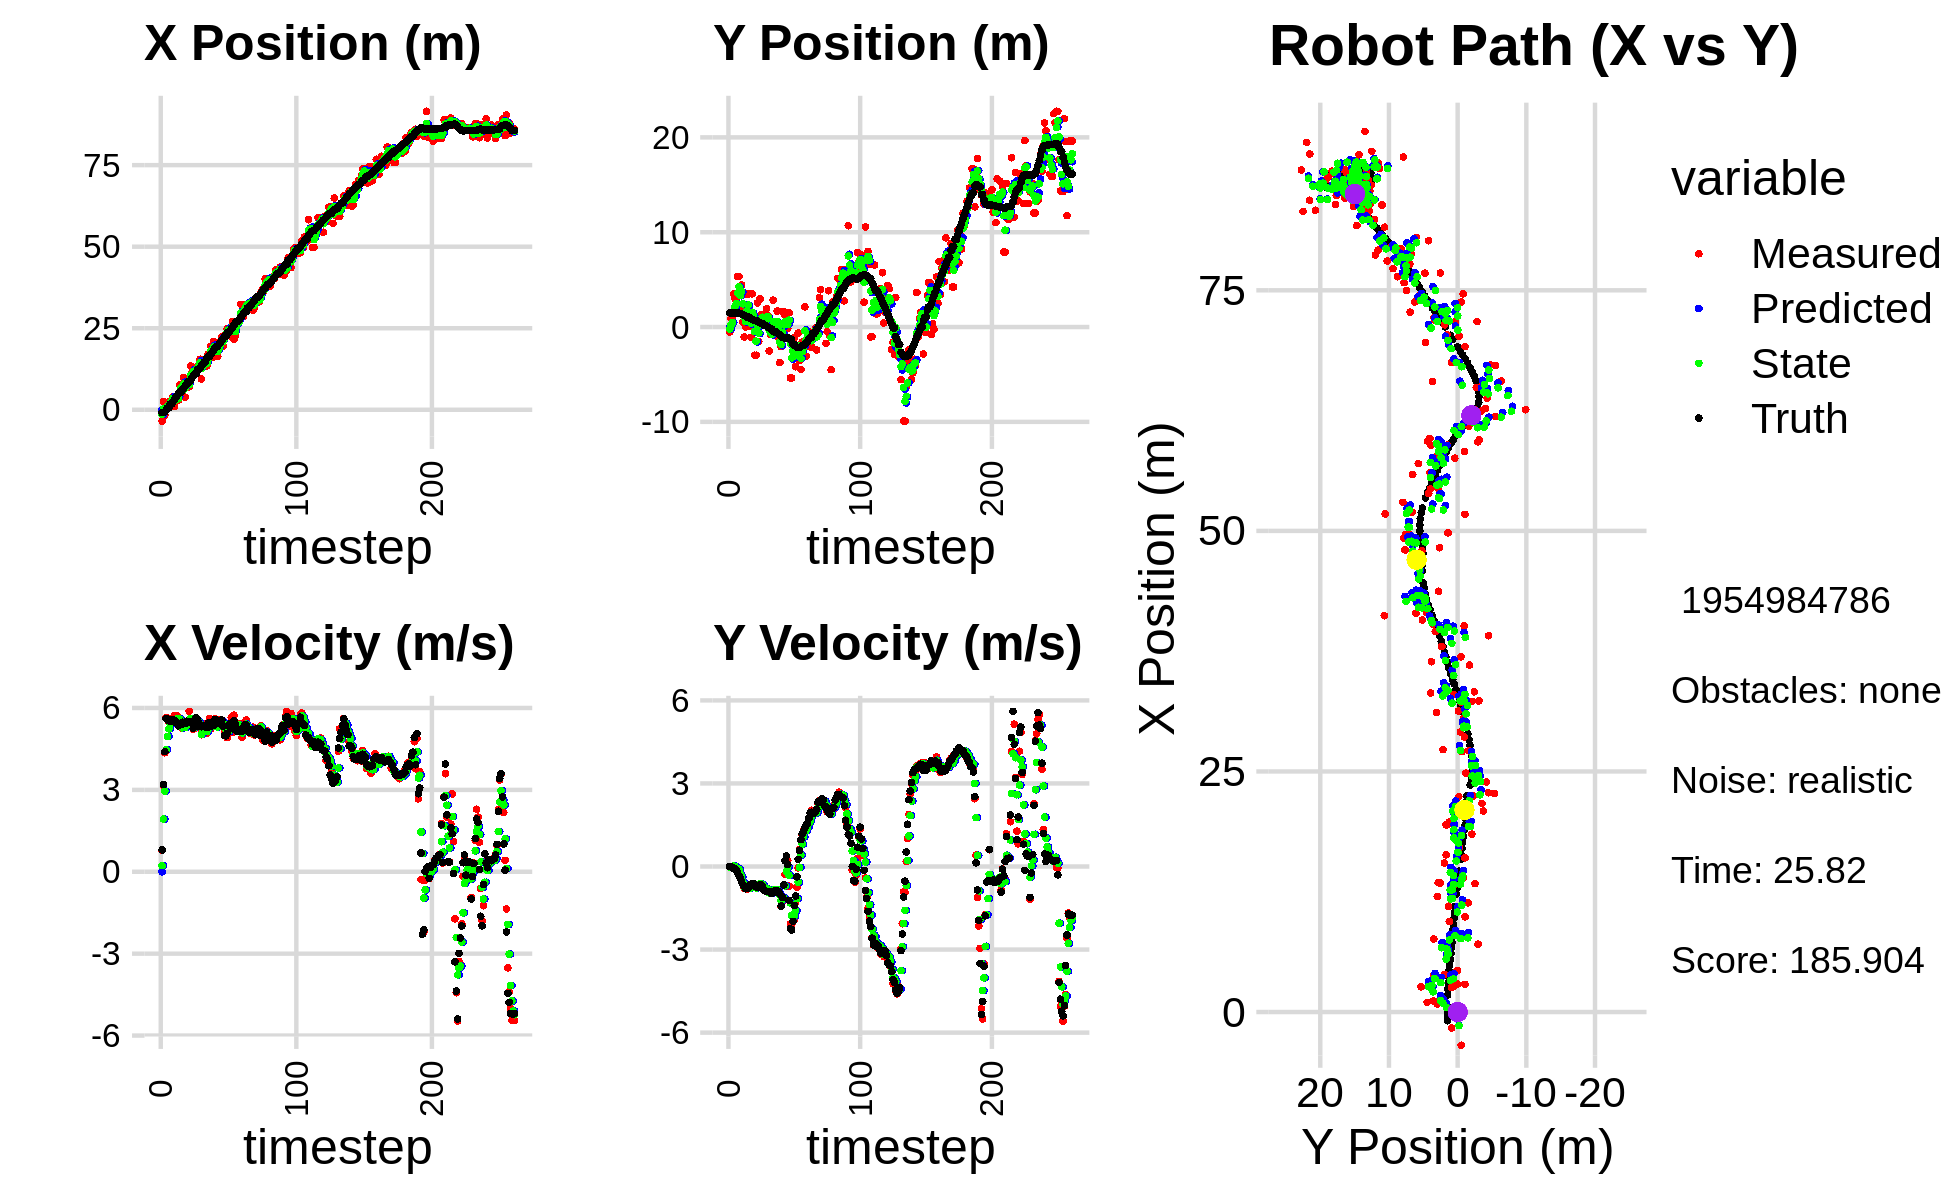 X Position (m)
75
50
25
0
0
100
200
timestep
Y Position (m)
20
10
0
-10
0
100
200
timestep
X Velocity (m/s)
6
3
0
-3
-6
0
100
200
timestep
Y Velocity (m/s)
6
3
0
-3
-6
0
100
200
timestep
Robot Path (X vs Y)
X Position (m)
75
50
25
0
20 10 0 -10 -20
Y Position (m)
variable
Measured
Predicted
State
Truth
1954984786
Obstacles: none
Noise: realistic
Time: 25.82
Score: 185.904